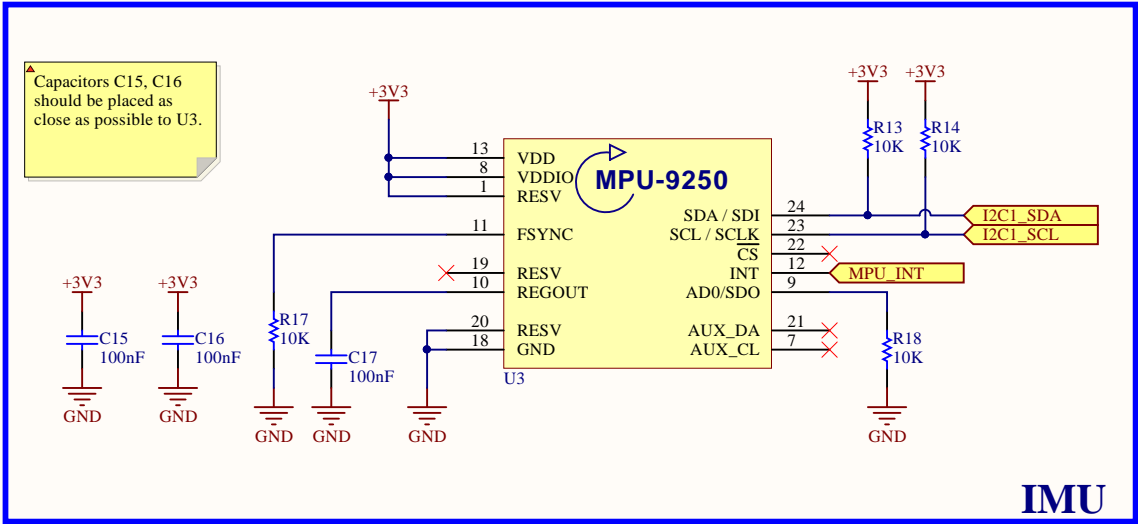 Capacitors C15, C16
should be placed as
close as possible to U3.
+3V3
+3V3
+3V3
R13
10K
R14
10K
MPU-9250
13
VDD
8
VDDIO
1
RESV
11
FSYNC
19
RESV
10
REGOUT
20
RESV
18
GND
SDA / SDI
24
SCL / SCLK
23
CS
22
INT
12
AD0/SDO
9
AUX_DA
21
AUX_CL
7
U3
I2C1_SDA
I2C1_SCL
MPU_INT
+3V3
C15
100nF
GND
+3V3
C16
100nF
GND
R17
10K
GND
C17
100nF
GND
GND
R18
10K
GND
IMU